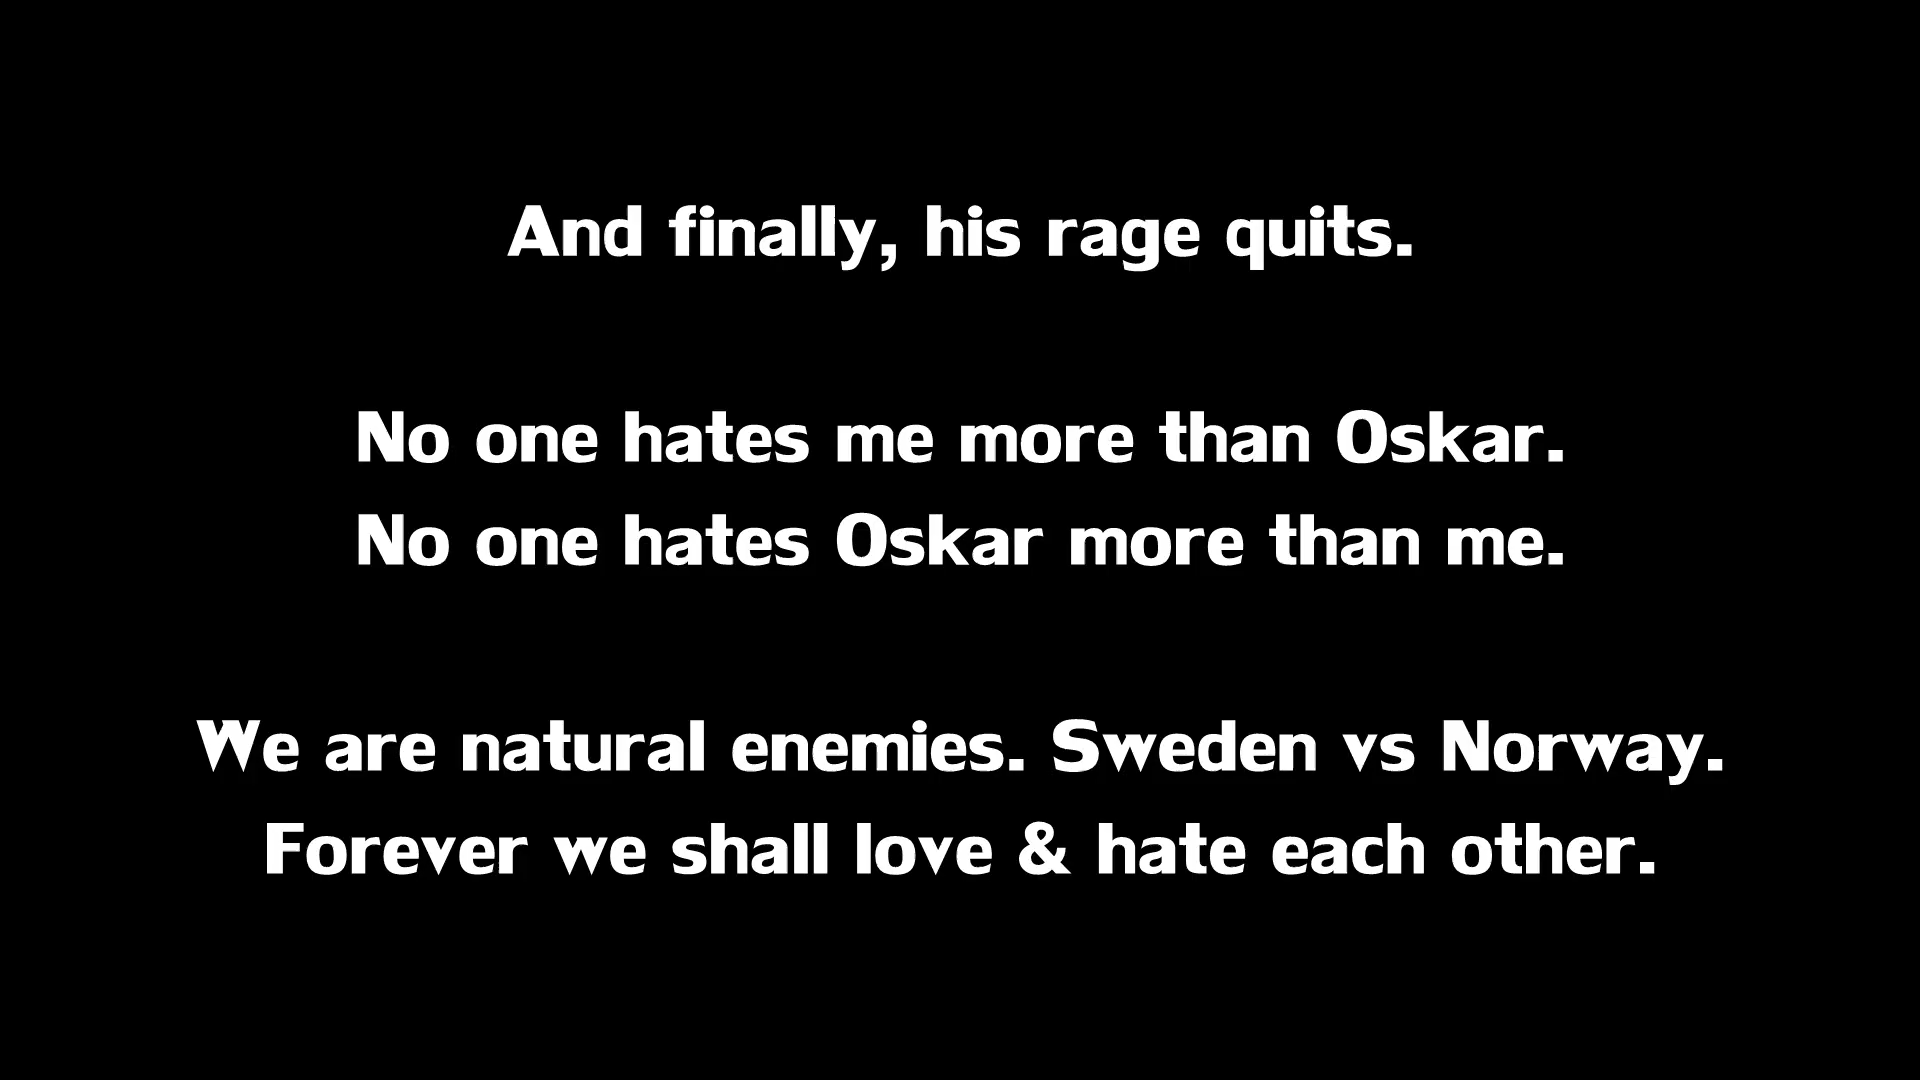 And finally, his rage quits.
No one hates me more than Oskar.
No one hates Oskar more than me.
We are natural enemies. Sweden vs Norway.
Forever we shall love & hate each other.